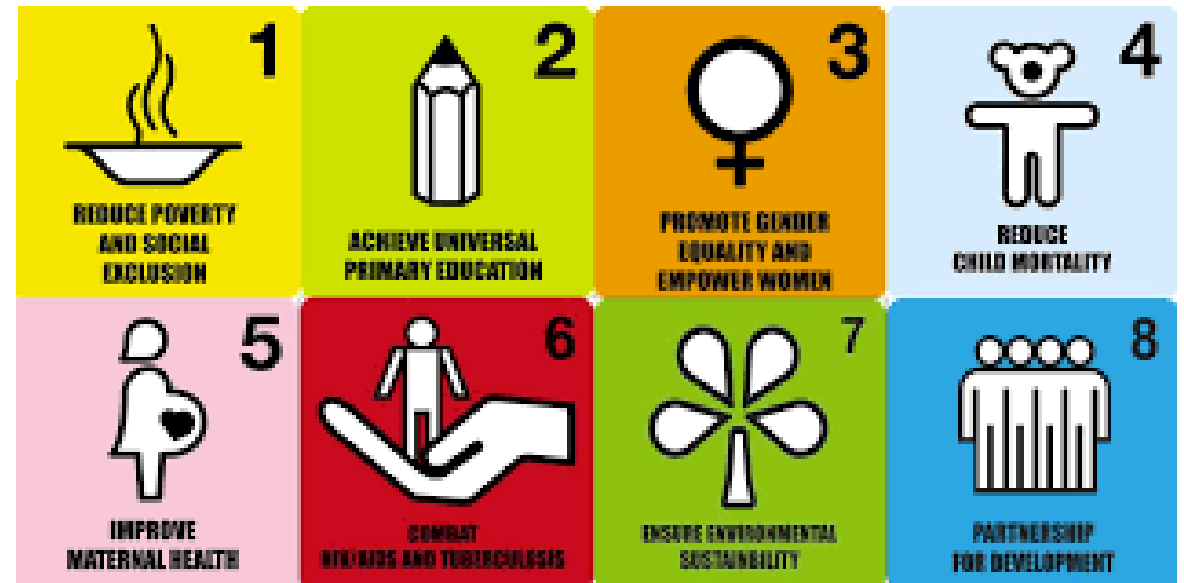 1
REDUCE POVERTY
AND SOCIAL
EXCLUSION
2
ACHIEVE UNIVERSAL
PRIMARY EDUCATION
3
PROMOTE GENDER
EQUALITY AND
EMPOWER WOMEN
4
REDUCE
CHILD MORTALITY
5
IMPROVE
MATERNAL HEALTH
6
COMBAT
HIV/AIDS AND TUBERCULOSIS
7
ENSURE ENVIRONMENTAL
SUSTAINABILITY
8
PARTNERSHIP
FOR DEVELOPMENT